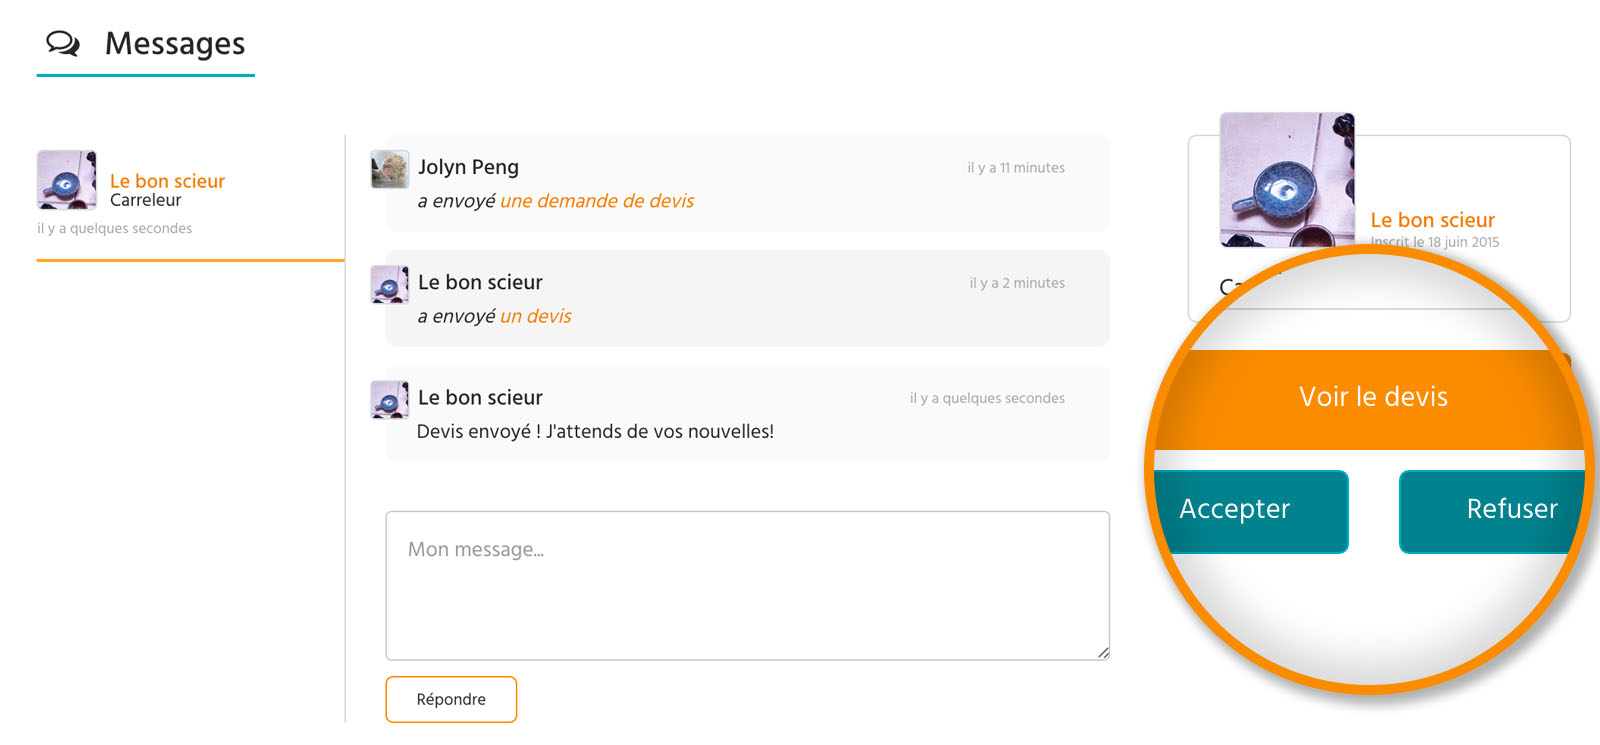 Messages
Le bon scieur
Carreleur
il y a quelques secondes
Jolyn Peng
il y a 11 minutes
a envoyé une demande de devis
Le bon scieur
il y a 2 minutes
a envoyé un devis
Le bon scieur
il y a quelques secondes
Devis envoyé ! J'attends de vos nouvelles!
Mon message...
Répondre
Le bon scieur
Inscrit le 18 juin 2015
Voir le devis
Accepter
Refuser